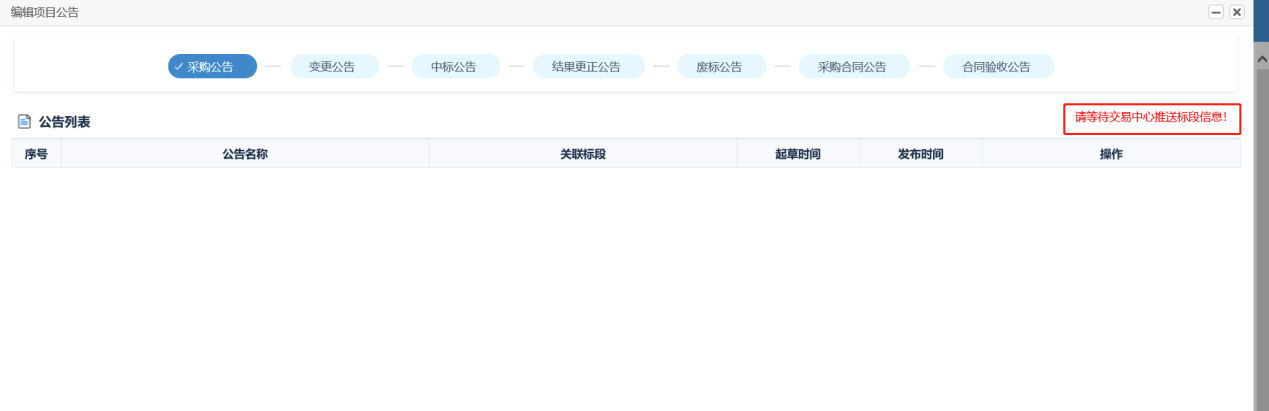 编辑项目公告
采购公告 变更公告 中标公告 结果更正公告 废标公告 采购合同公告 合同验收公告
公告列表
请等待交易中心推送标段信息!
序号 公告名称 关联标段 起草时间 发布时间 操作